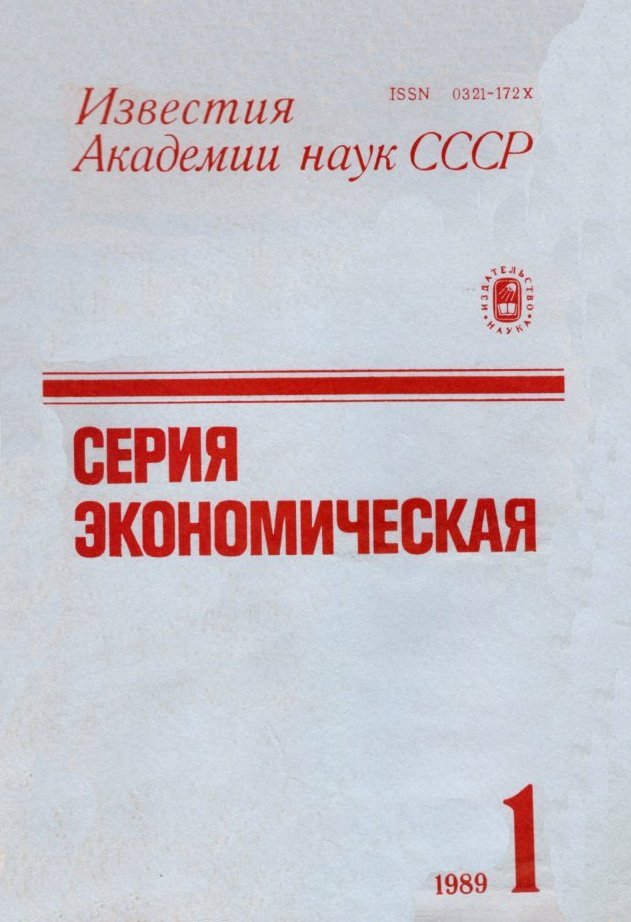 Известия
ISSN 0321-172X
Академии наук СССР
ИЗДАТЕЛЬСТВО
НАУКА
СЕРИЯ
ЭКОНОМИЧЕСКАЯ
1989 1